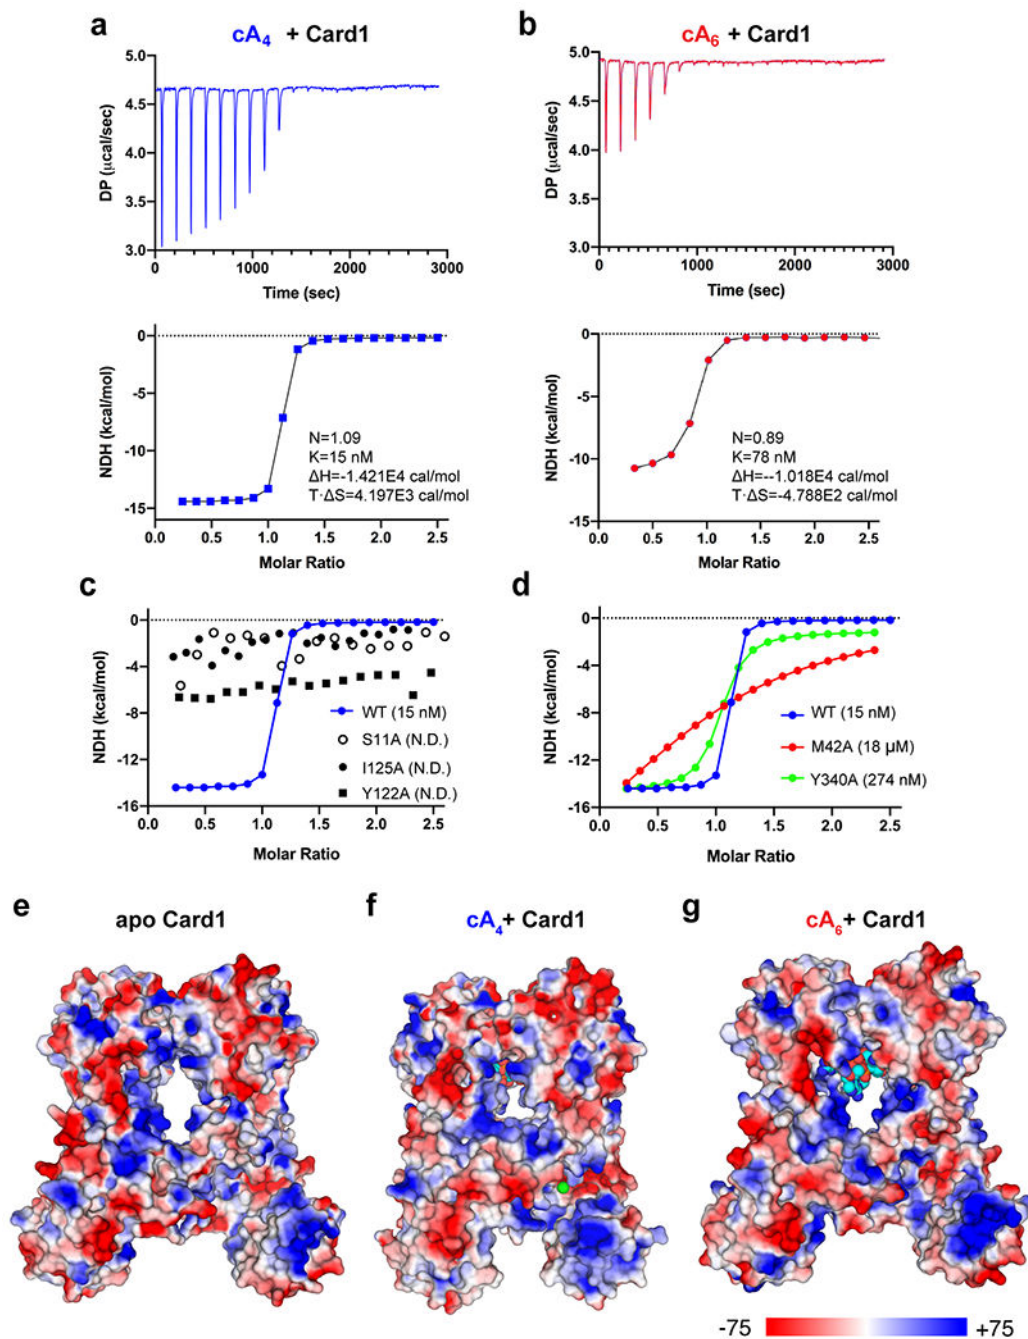 a
cA4 + Card1
5.0
4.5
4.0
3.5
3.0
DP (µcal/sec)
0 1000 2000 3000
Time (sec)
0
-5
-10
-15
NDH (kcal/mol)
N=1.09
K=15 nM
ΔH=-1.421E4 cal/mol
T·ΔS=4.197E3 cal/mol
0.0 0.5 1.0 1.5 2.0 2.5
Molar Ratio
b
cA6 + Card1
5.0
4.5
4.0
3.5
3.0
DP (µcal/sec)
0 1000 2000 3000
Time (sec)
0
-5
-10
-15
NDH (kcal/mol)
N=0.89
K=78 nM
ΔH=--1.018E4 cal/mol
T·ΔS=-4.788E2 cal/mol
0.0 0.5 1.0 1.5 2.0 2.5
Molar Ratio
c
0
-4
-8
-12
-16
NDH (kcal/mol)
WT (15 nM)
S11A (N.D.)
I125A (N.D.)
Y122A (N.D.)
0.0 0.5 1.0 1.5 2.0 2.5
Molar Ratio
d
0
-4
-8
-12
-16
NDH (kcal/mol)
WT (15 nM)
M42A (18 µM)
Y340A (274 nM)
0.0 0.5 1.0 1.5 2.0 2.5
Molar Ratio
e
apo Card1
f
cA4+ Card1
g
cA6+ Card1
-75 +75